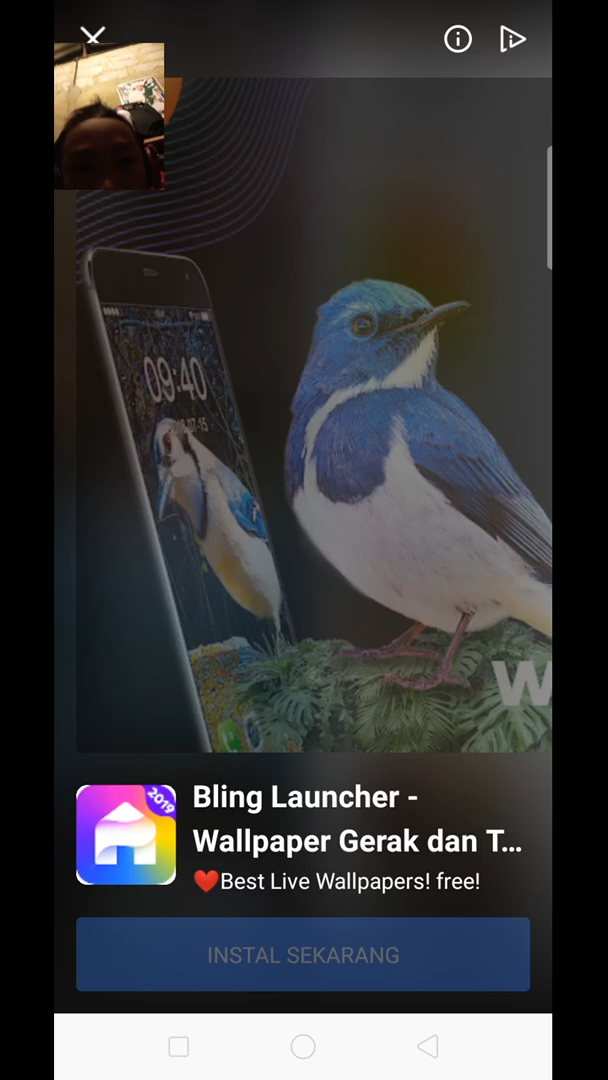 09:40
2019
Bling Launcher -
Wallpaper Gerak dan T...
❤️Best Live Wallpapers! free!
INSTAL SEKARANG